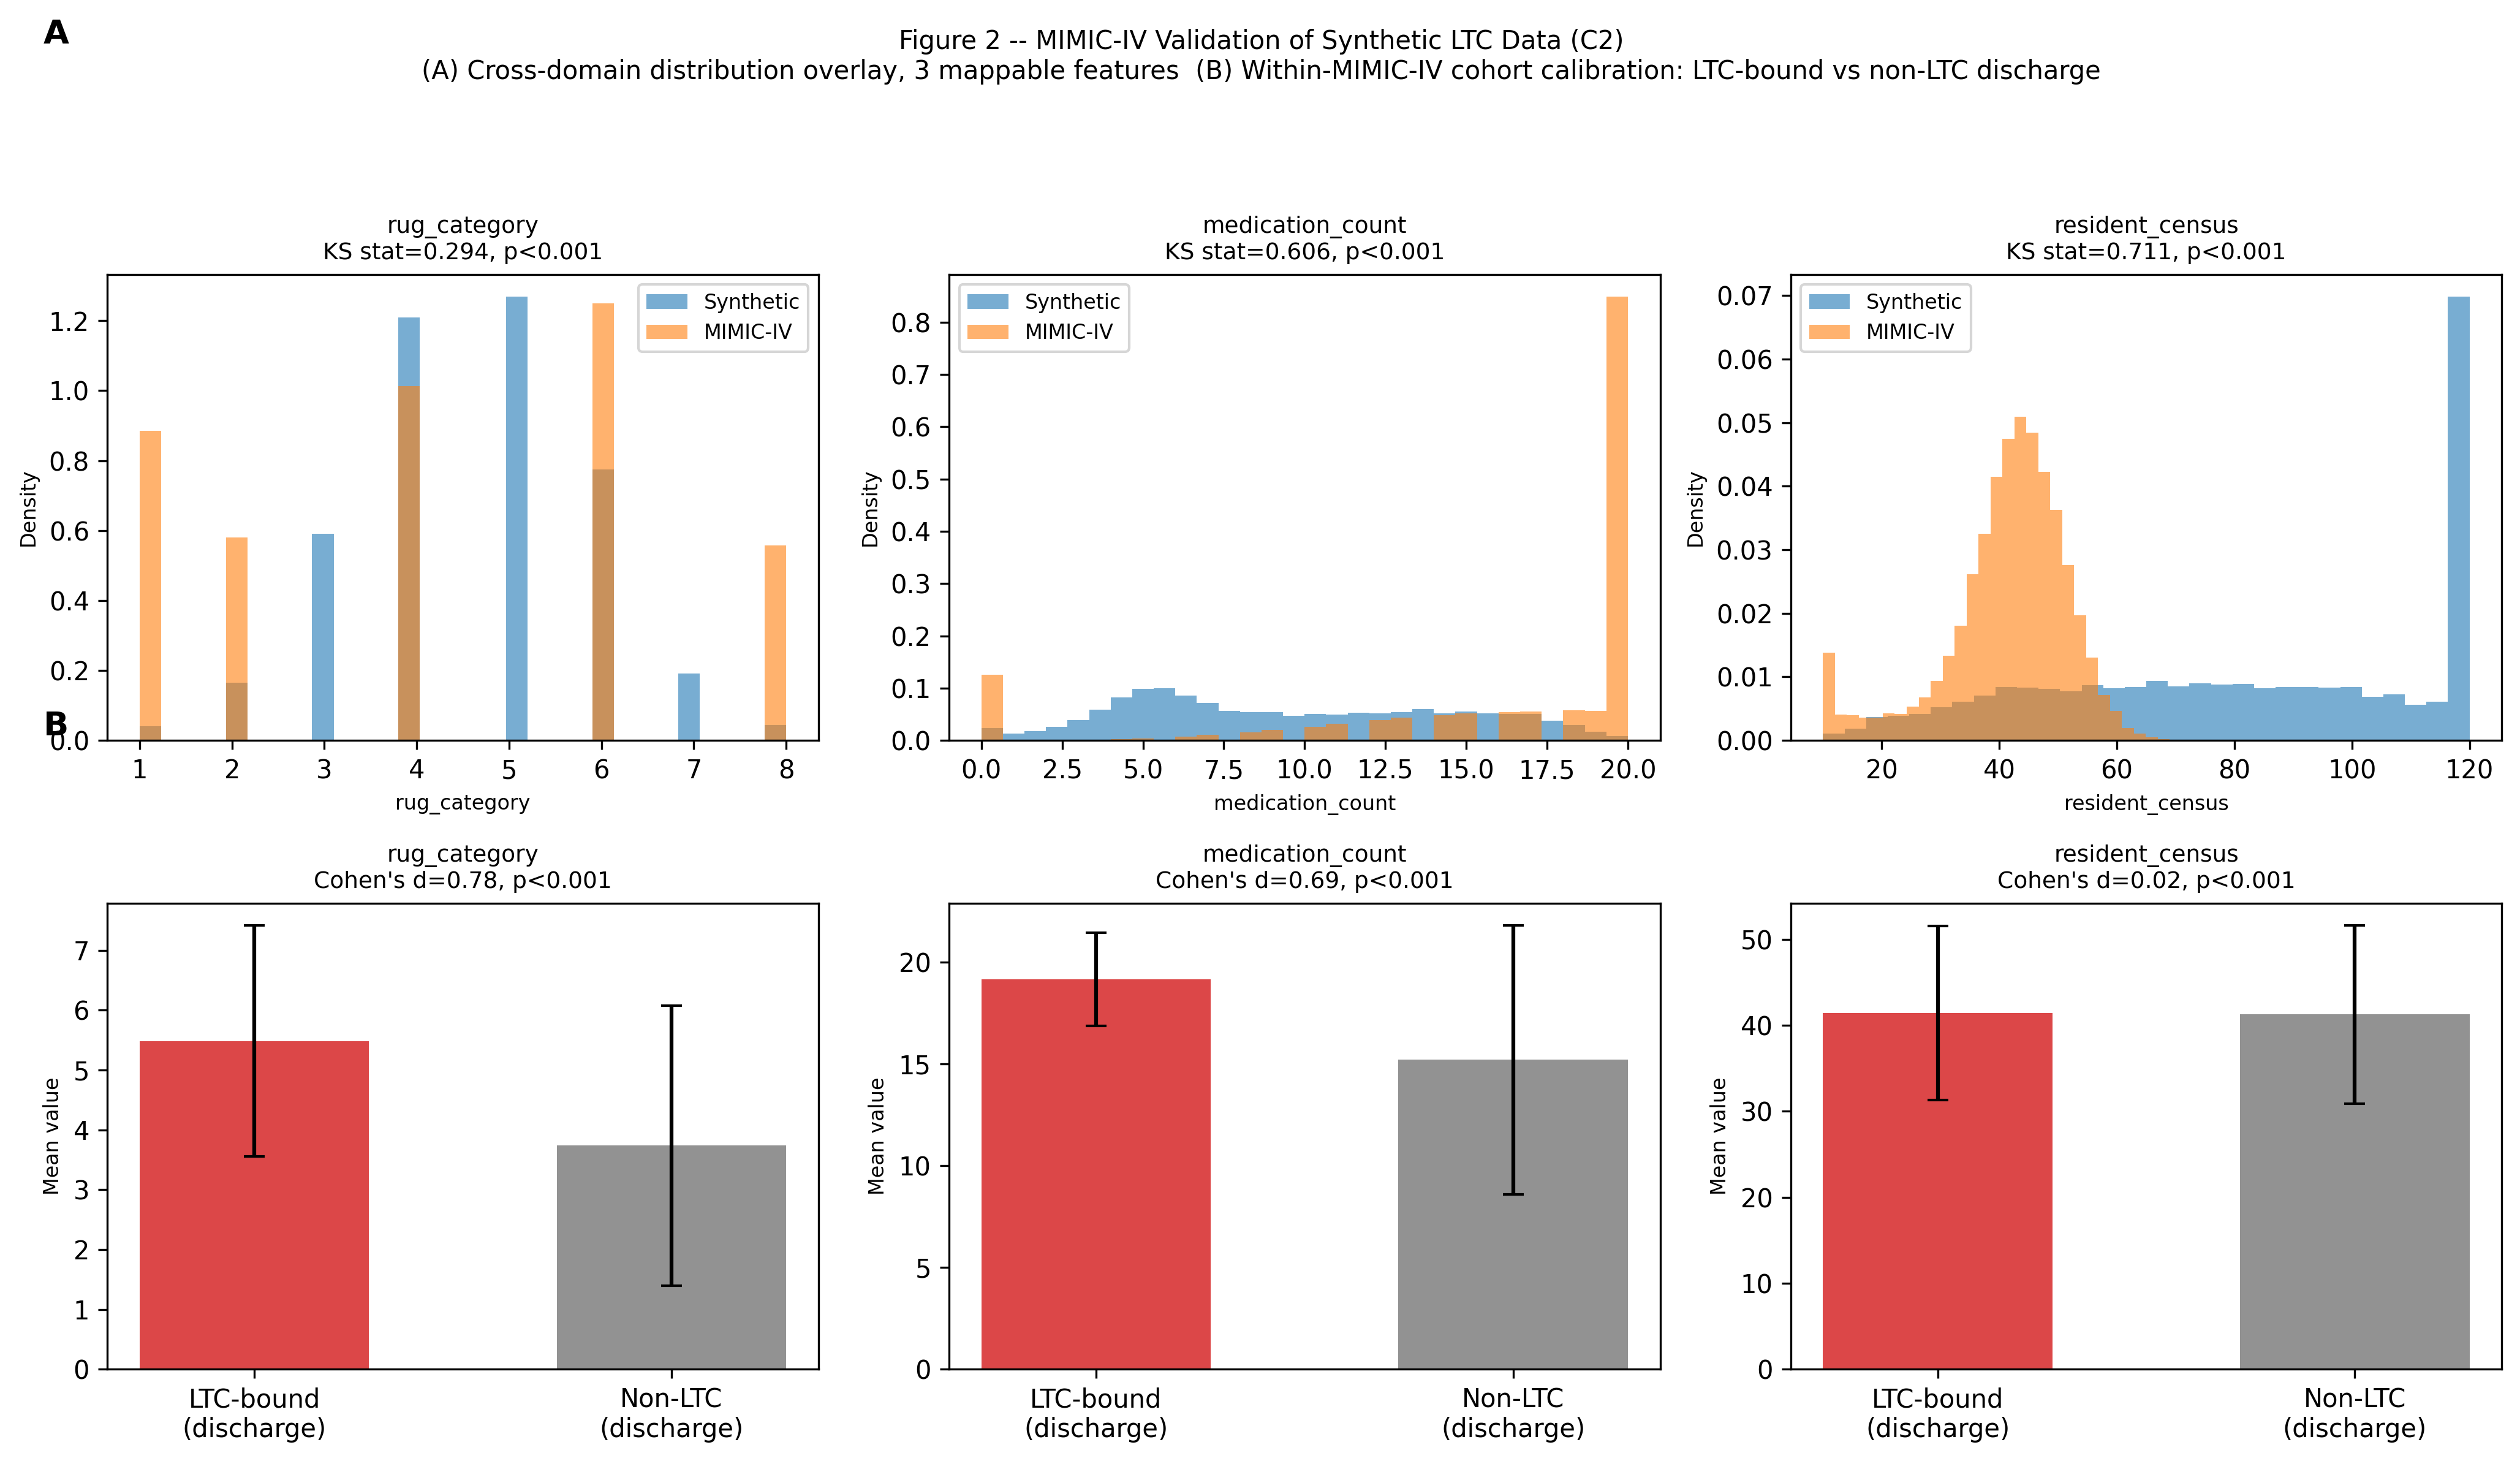 A
Figure 2 -- MIMIC-IV Validation of Synthetic LTC Data (C2)
(A) Cross-domain distribution overlay, 3 mappable features  (B) Within-MIMIC-IV cohort calibration: LTC-bound vs non-LTC discharge
rug_category
KS stat=0.294, p<0.001
Synthetic
MIMIC-IV
Density
1.2
1.0
0.8
0.6
0.4
0.2
0.0
1 2 3 4 5 6 7 8
rug_category
medication_count
KS stat=0.606, p<0.001
Synthetic
MIMIC-IV
Density
0.8
0.7
0.6
0.5
0.4
0.3
0.2
0.1
0.0
0.0 2.5 5.0 7.5 10.0 12.5 15.0 17.5 20.0
medication_count
resident_census
KS stat=0.711, p<0.001
Synthetic
MIMIC-IV
Density
0.07
0.06
0.05
0.04
0.03
0.02
0.01
0.00
20 40 60 80 100 120
resident_census
B
rug_category
Cohen's d=0.78, p<0.001
Mean value
7
6
5
4
3
2
1
0
LTC-bound
(discharge)
Non-LTC
(discharge)
medication_count
Cohen's d=0.69, p<0.001
Mean value
20
15
10
5
0
LTC-bound
(discharge)
Non-LTC
(discharge)
resident_census
Cohen's d=0.02, p<0.001
Mean value
50
40
30
20
10
0
LTC-bound
(discharge)
Non-LTC
(discharge)